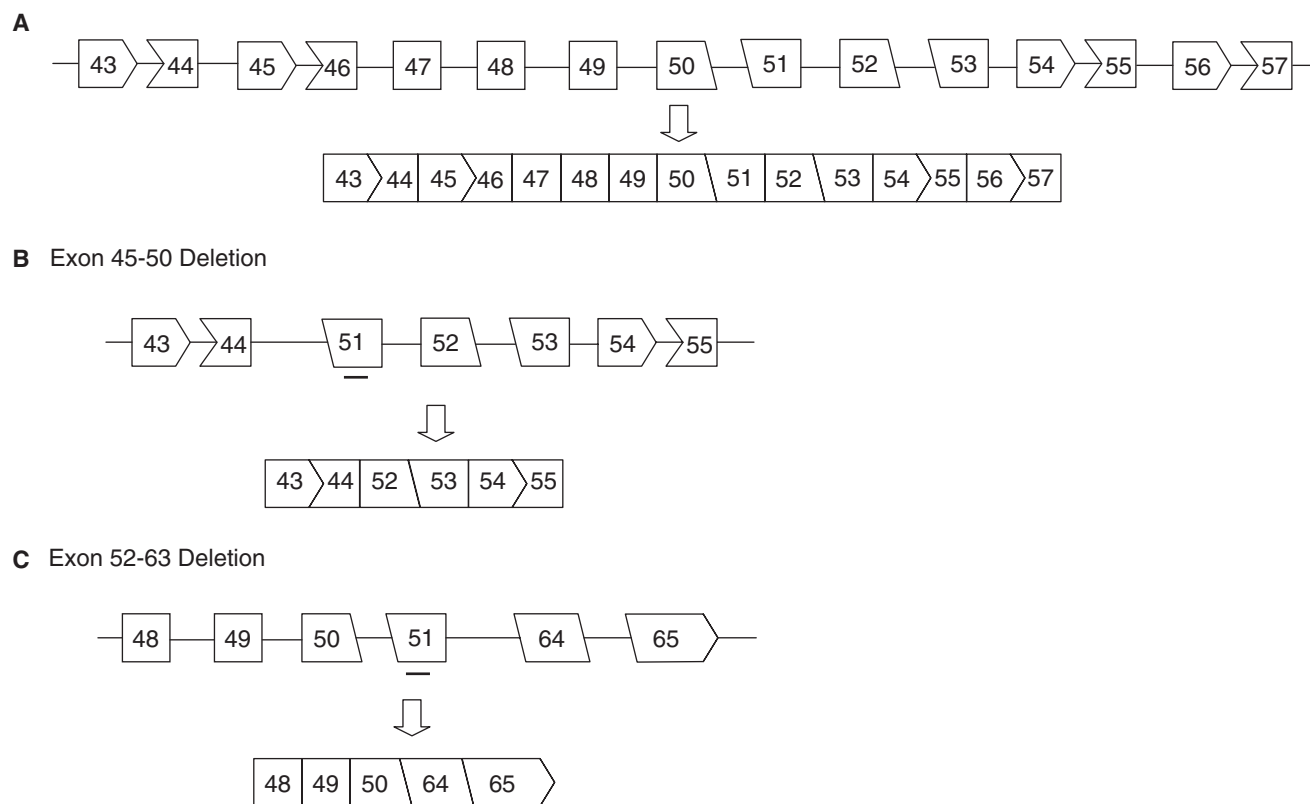 A
43 44 45 46 47 48 49 50 51 52 53 54 55 56 57
43 44 45 46 47 48 49 50 51 52 53 54 55 56 57
B Exon 45-50 Deletion
43 44 51 52 53 54 55
43 44 52 53 54 55
C Exon 52-63 Deletion
48 49 50 51 64 65
48 49 50 64 65